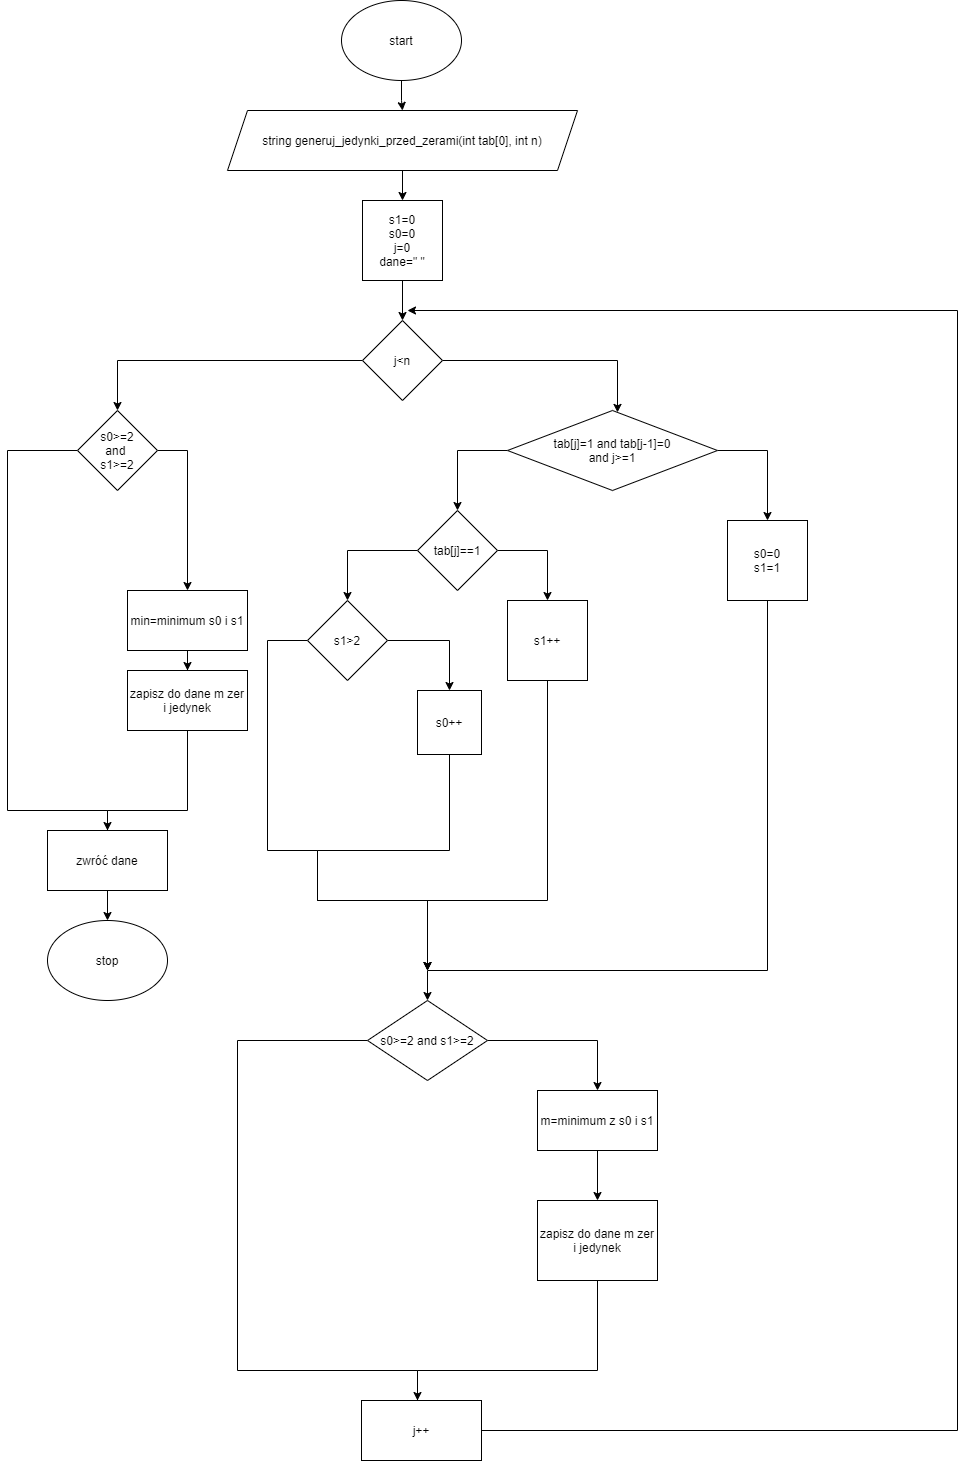 start
string generuj_jedynki_przed_zerami(int tab[0], int n)
s1=0
s0=0
j=0
dane=" "
j<n
s0>=2
and
s1>=2
tab[j]=1 and tab[j-1]=0
and j>=1
tab[j]==1
s0=0
s1=1
min=minimum s0 i s1
s1>2
s1++
zapisz do dane m zer
i jedynek
s0++
zwróć dane
stop
s0>=2 and s1>=2
m=minimum z s0 i s1
zapisz do dane m zer
i jedynek
j++